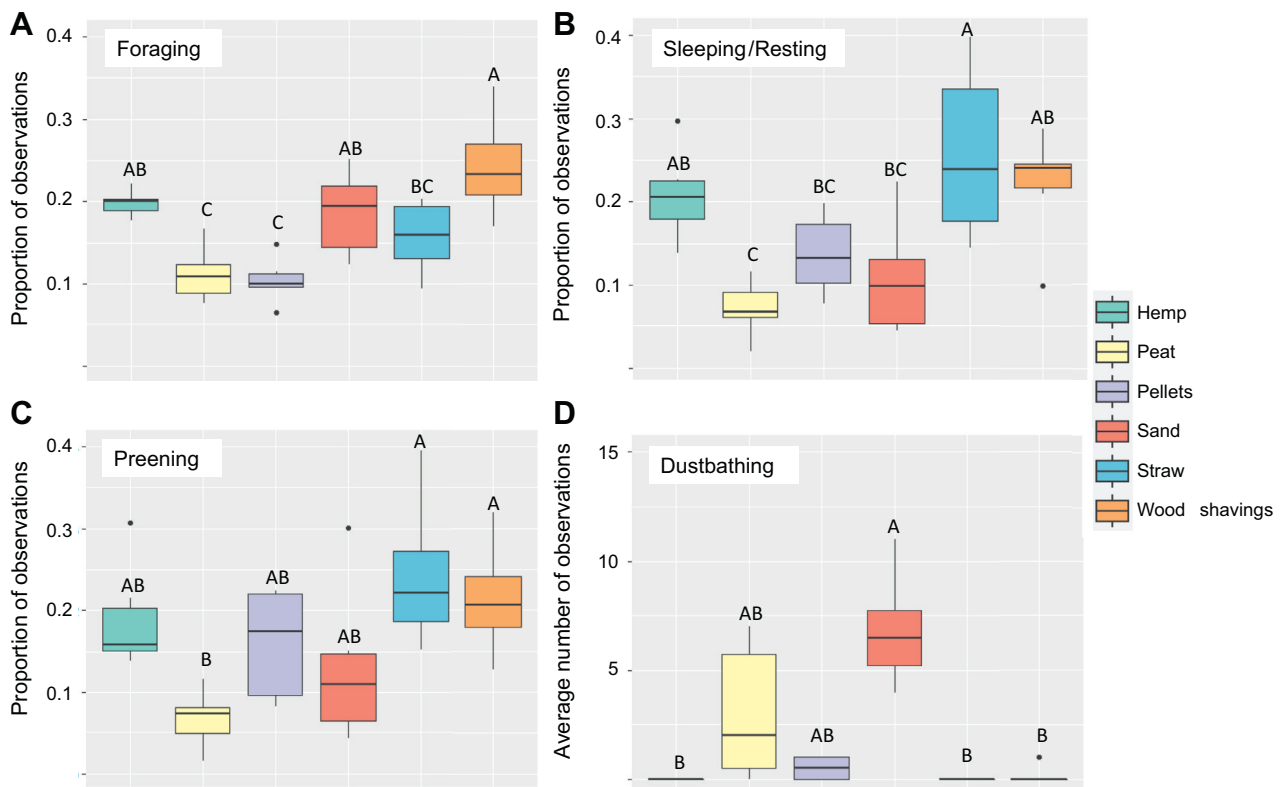 A
Foraging
Proportion of observations
0.4
0.3
0.2
0.1
AB
C
C
AB
BC
A
B
Sleeping/Resting
Proportion of observations
0.4
0.3
0.2
0.1
AB
C
BC
BC
A
AB
C
Preening
Proportion of observations
0.4
0.3
0.2
0.1
AB
B
AB
AB
A
A
D
Dustbathing
Average number of observations
15
10
5
B
AB
AB
A
B
B
Hemp
Peat
Pellets
Sand
Straw
Wood shavings